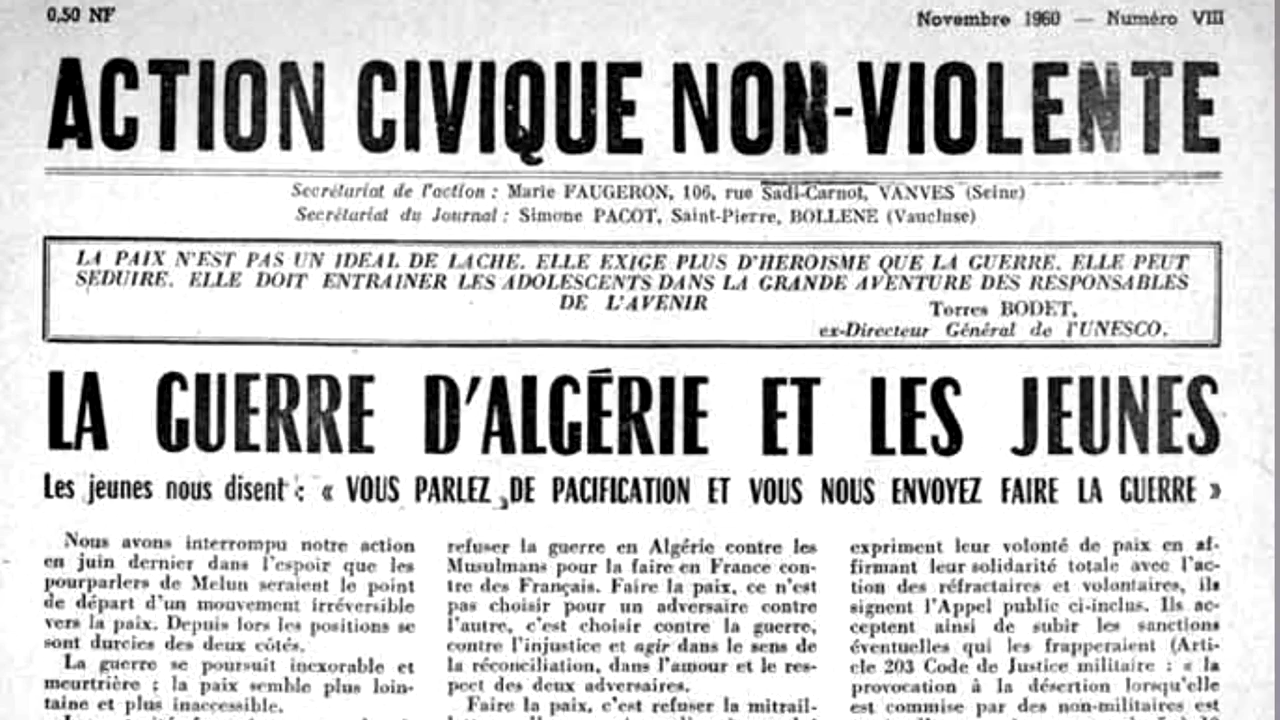 0,50 NF
Novembre 1960 — Numéro VIII
ACTION CIVIQUE NON-VIOLENTE
Secrétariat de l'action : Marie FAUGERON, 106, rue Sadi-Carnot, VANVES (Seine)
Secrétariat du Journal : Simone PACOT, Saint-Pierre, BOLLENE (Vaucluse)
LA PAIX N'EST PAS UN IDEAL DE LACHE. ELLE EXIGE PLUS D'HEROISME QUE LA GUERRE. ELLE PEUT
SEDUIRE. ELLE DOIT ENTRAINER LES ADOLESCENTS DANS LA GRANDE AVENTURE DES RESPONSABLES
DE L'AVENIR
Torres BODET,
ex-Directeur Général de l'UNESCO.
LA GUERRE D'ALGÉRIE ET LES JEUNES
Les jeunes nous disent : « VOUS PARLEZ DE PACIFICATION ET VOUS NOUS ENVOYEZ FAIRE LA GUERRE »
Nous avons interrompu notre action
en juin dernier dans l'espoir que les
pourparlers de Melun seraient le point
de départ d'un mouvement irréversible
vers la paix. Depuis lors les positions se
sont durcies des deux côtés.
La guerre se poursuit inexorable et
meurtrière ; la paix semble plus loin-
taine et plus inaccessible.
refuser la guerre en Algérie contre les
Musulmans pour la faire en France con-
tre des Français. Faire la paix, ce n'est
pas choisir pour un adversaire contre
l'autre, c'est choisir contre la guerre,
contre l'injustice et agir dans le sens de
la réconciliation, dans l'amour et le res-
pect des deux adversaires.
Faire la paix, c'est refuser la mitrail-
expriment leur volonté de paix en af-
firmant leur solidarité totale avec l'ac-
tion des réfractaires et volontaires, ils
signent l'Appel public ci-inclus. Ils ac-
ceptent ainsi de subir les sanctions
éventuelles qui les frapperaient (Arti-
cle 203 Code de Justice militaire : « la
provocation à la désertion lorsqu'elle
est commise par des non-militaires est